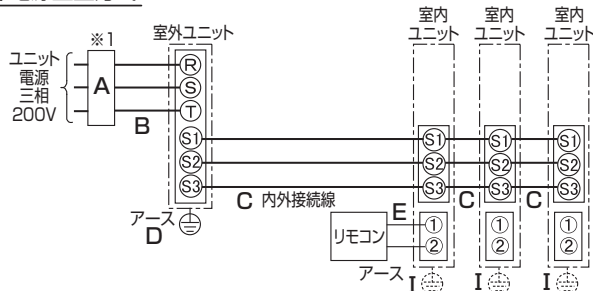 ※1
ユニット
電源
三相
200V
A
B
室外ユニット
R
S
T
S1
S2
S3
アース
D
C 内外接続線
室内
ユニット
S1
S2
S3
C
E
リモコン
①
②
アース I
室内
ユニット
S1
S2
S3
C
①
②
I
室内
ユニット
S1
S2
S3
①
②
I